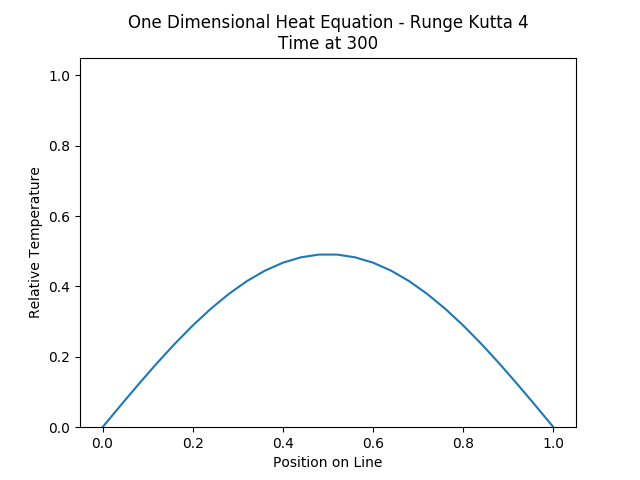 One Dimensional Heat Equation - Runge Kutta 4
Time at 300
1.0
0.8
0.6
0.4
0.2
0.0
Relative Temperature
0.0 0.2 0.4 0.6 0.8 1.0
Position on Line